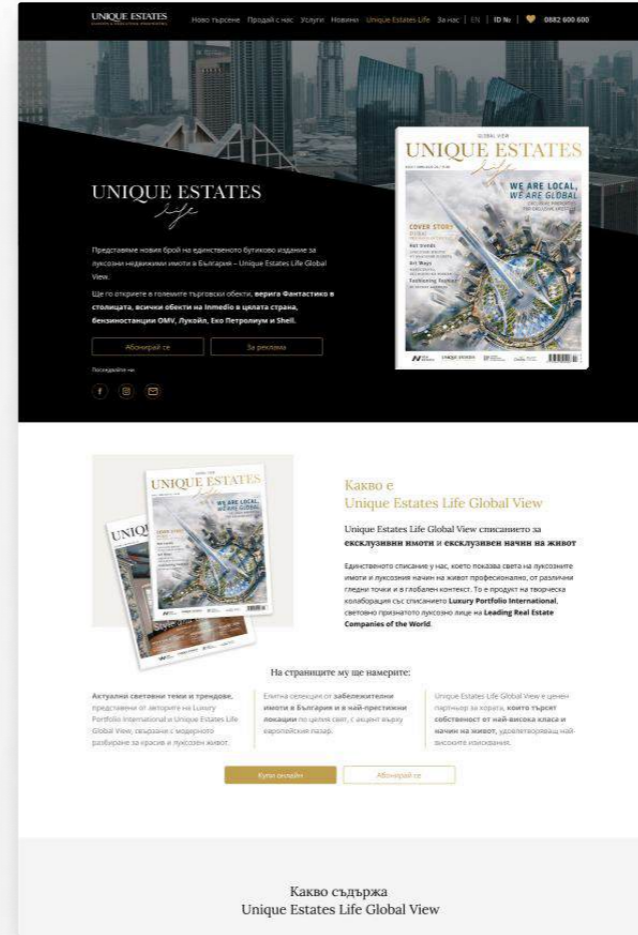 UNIQUE ESTATES
Ново търсене Продай с нас Услуги Новини Unique Estates Life За нас | EN | ID № | 0882 600 600
GLOBAL VIEW
UNIQUE ESTATES
life
WE ARE LOCAL,
WE ARE GLOBAL
COVER STORY
Hot trends
Art Ways
UNIQUE ESTATES
life
Представяме новия брой на единственото бутиково издание за
луксозни недвижими имоти в България – Unique Estates Life Global
View.
Ще го откриете в големите търговски обекти, верига Фантастико в
столицата, всички обекти на Inmedio в цялата страна,
бензиностанции OMV, Лукойл, Еко Петролиум и Shell.
Абонирай се
За реклама
Последвайте ни:
UNIQUE ESTATES
life
WE ARE LOCAL,
WE ARE GLOBAL
Какво е
Unique Estates Life Global View
Unique Estates Life Global View списанието за
ексклузивни имоти и ексклузивен начин на живот
Единственото списание у нас, което показва света на луксозните
имоти и луксозния начин на живот професионално, от различни
гледни точки и в глобален контекст. То е продукт на творческа
колаборация със списанието Luxury Portfolio International,
световно признатото луксозно лице на Leading Real Estate
Companies of the World.
На страниците му ще намерите:
Актуални световни теми и трендове,
представени от авторите на Luxury
Portfolio International и Unique Estates Life
Global View, свързани с модерното
разбиране за красив и луксозен живот.
Елитна селекция от забележителни
имоти в България и в най-престижни
локации по целия свят, с акцент върху
европейския пазар.
Unique Estates Life Global View е ценен
партньор за хората, които търсят
собственост от най-висока класа и
начин на живот, удовлетворяващ най-
високите изисквания.
Купи онлайн
Абонирай се
Какво съдържа
Unique Estates Life Global View